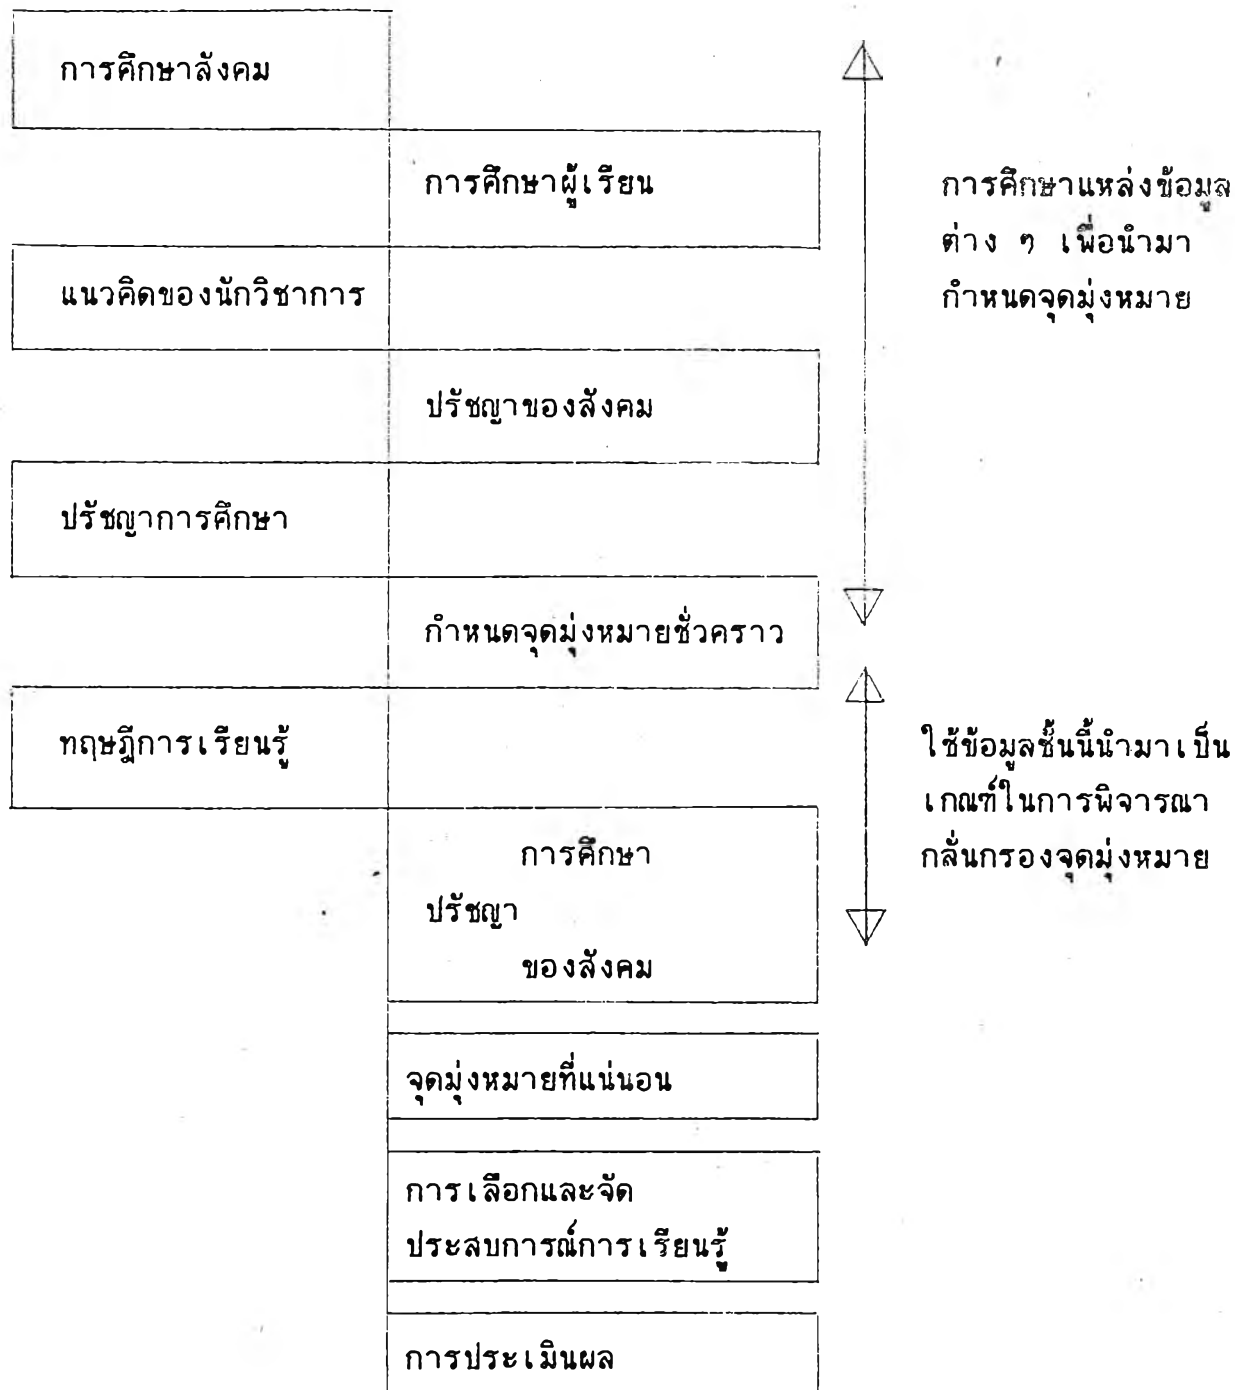 การศึกษาสังคม
การศึกษาผู้เรียน
แนวคิดของนักวิชาการ
ปรัชญาของสังคม
ปรัชญาการศึกษา
กำหนดจุดมุ่งหมายชั่วคราว
ทฤษฎีการเรียนรู้
การศึกษา
ปรัชญา
ของสังคม
จุดมุ่งหมายที่แน่นอน
การเลือกและจัด
ประสบการณ์การเรียนรู้
การประเมินผล
การศึกษาแหล่งข้อมูล
ต่าง ๆ เพื่อนำมา
กำหนดจุดมุ่งหมาย
ใช้ข้อมูลชั้นนี้นำมาเป็น
เกณฑ์ในการพิจารณา
กลั่นกรองจุดมุ่งหมาย